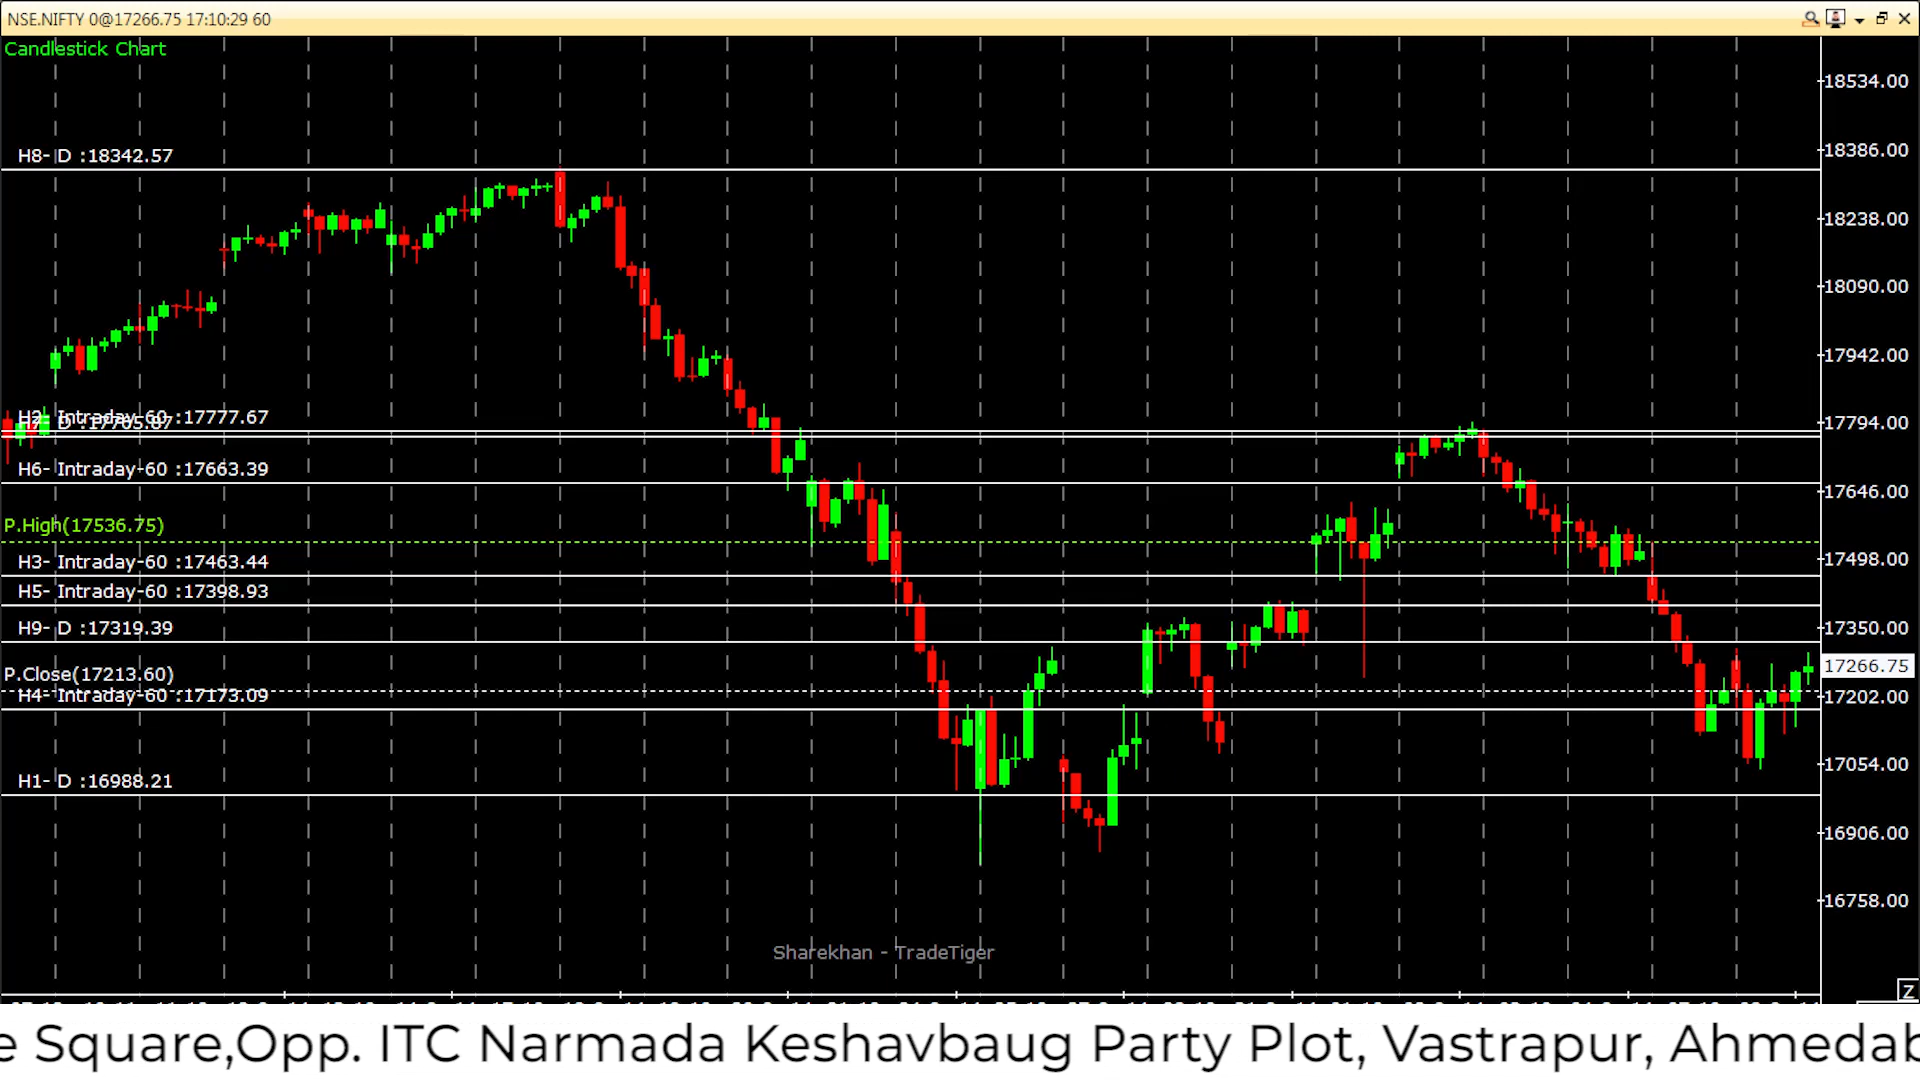 NSE.NIFTY 0@17266.75 17:10:29 60
Candlestick Chart
18534.00
H8- D :18342.57
18386.00
18238.00
18090.00
17942.00
H2- Intraday-60 :17777.67
H7- D :17765.87
17794.00
H6- Intraday-60 :17663.39
17646.00
P.High(17536.75)
17498.00
H3- Intraday-60 :17463.44
H5- Intraday-60 :17398.93
H9- D :17319.39
17350.00
17266.75
P.Close(17213.60)
H4- Intraday-60 :17173.09
17202.00
17054.00
H1- D :16988.21
16906.00
16758.00
Sharekhan - TradeTiger
Z
e Square,Opp. ITC Narmada Keshavbaug Party Plot, Vastrapur, Ahmedab